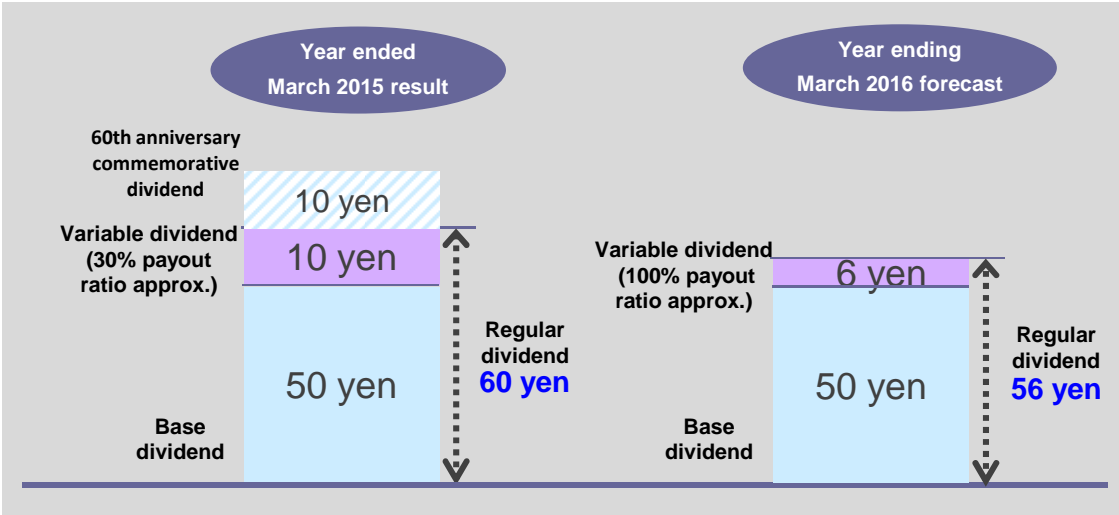 Year ended
March 2015 result
60th anniversary
commemorative
dividend
10 yen
Variable dividend
(30% payout
ratio approx.)
10 yen
Regular
dividend
60 yen
50 yen
Base
dividend
Year ending
March 2016 forecast
Variable dividend
(100% payout
ratio approx.)
6 yen
Regular
dividend
56 yen
50 yen
Base
dividend